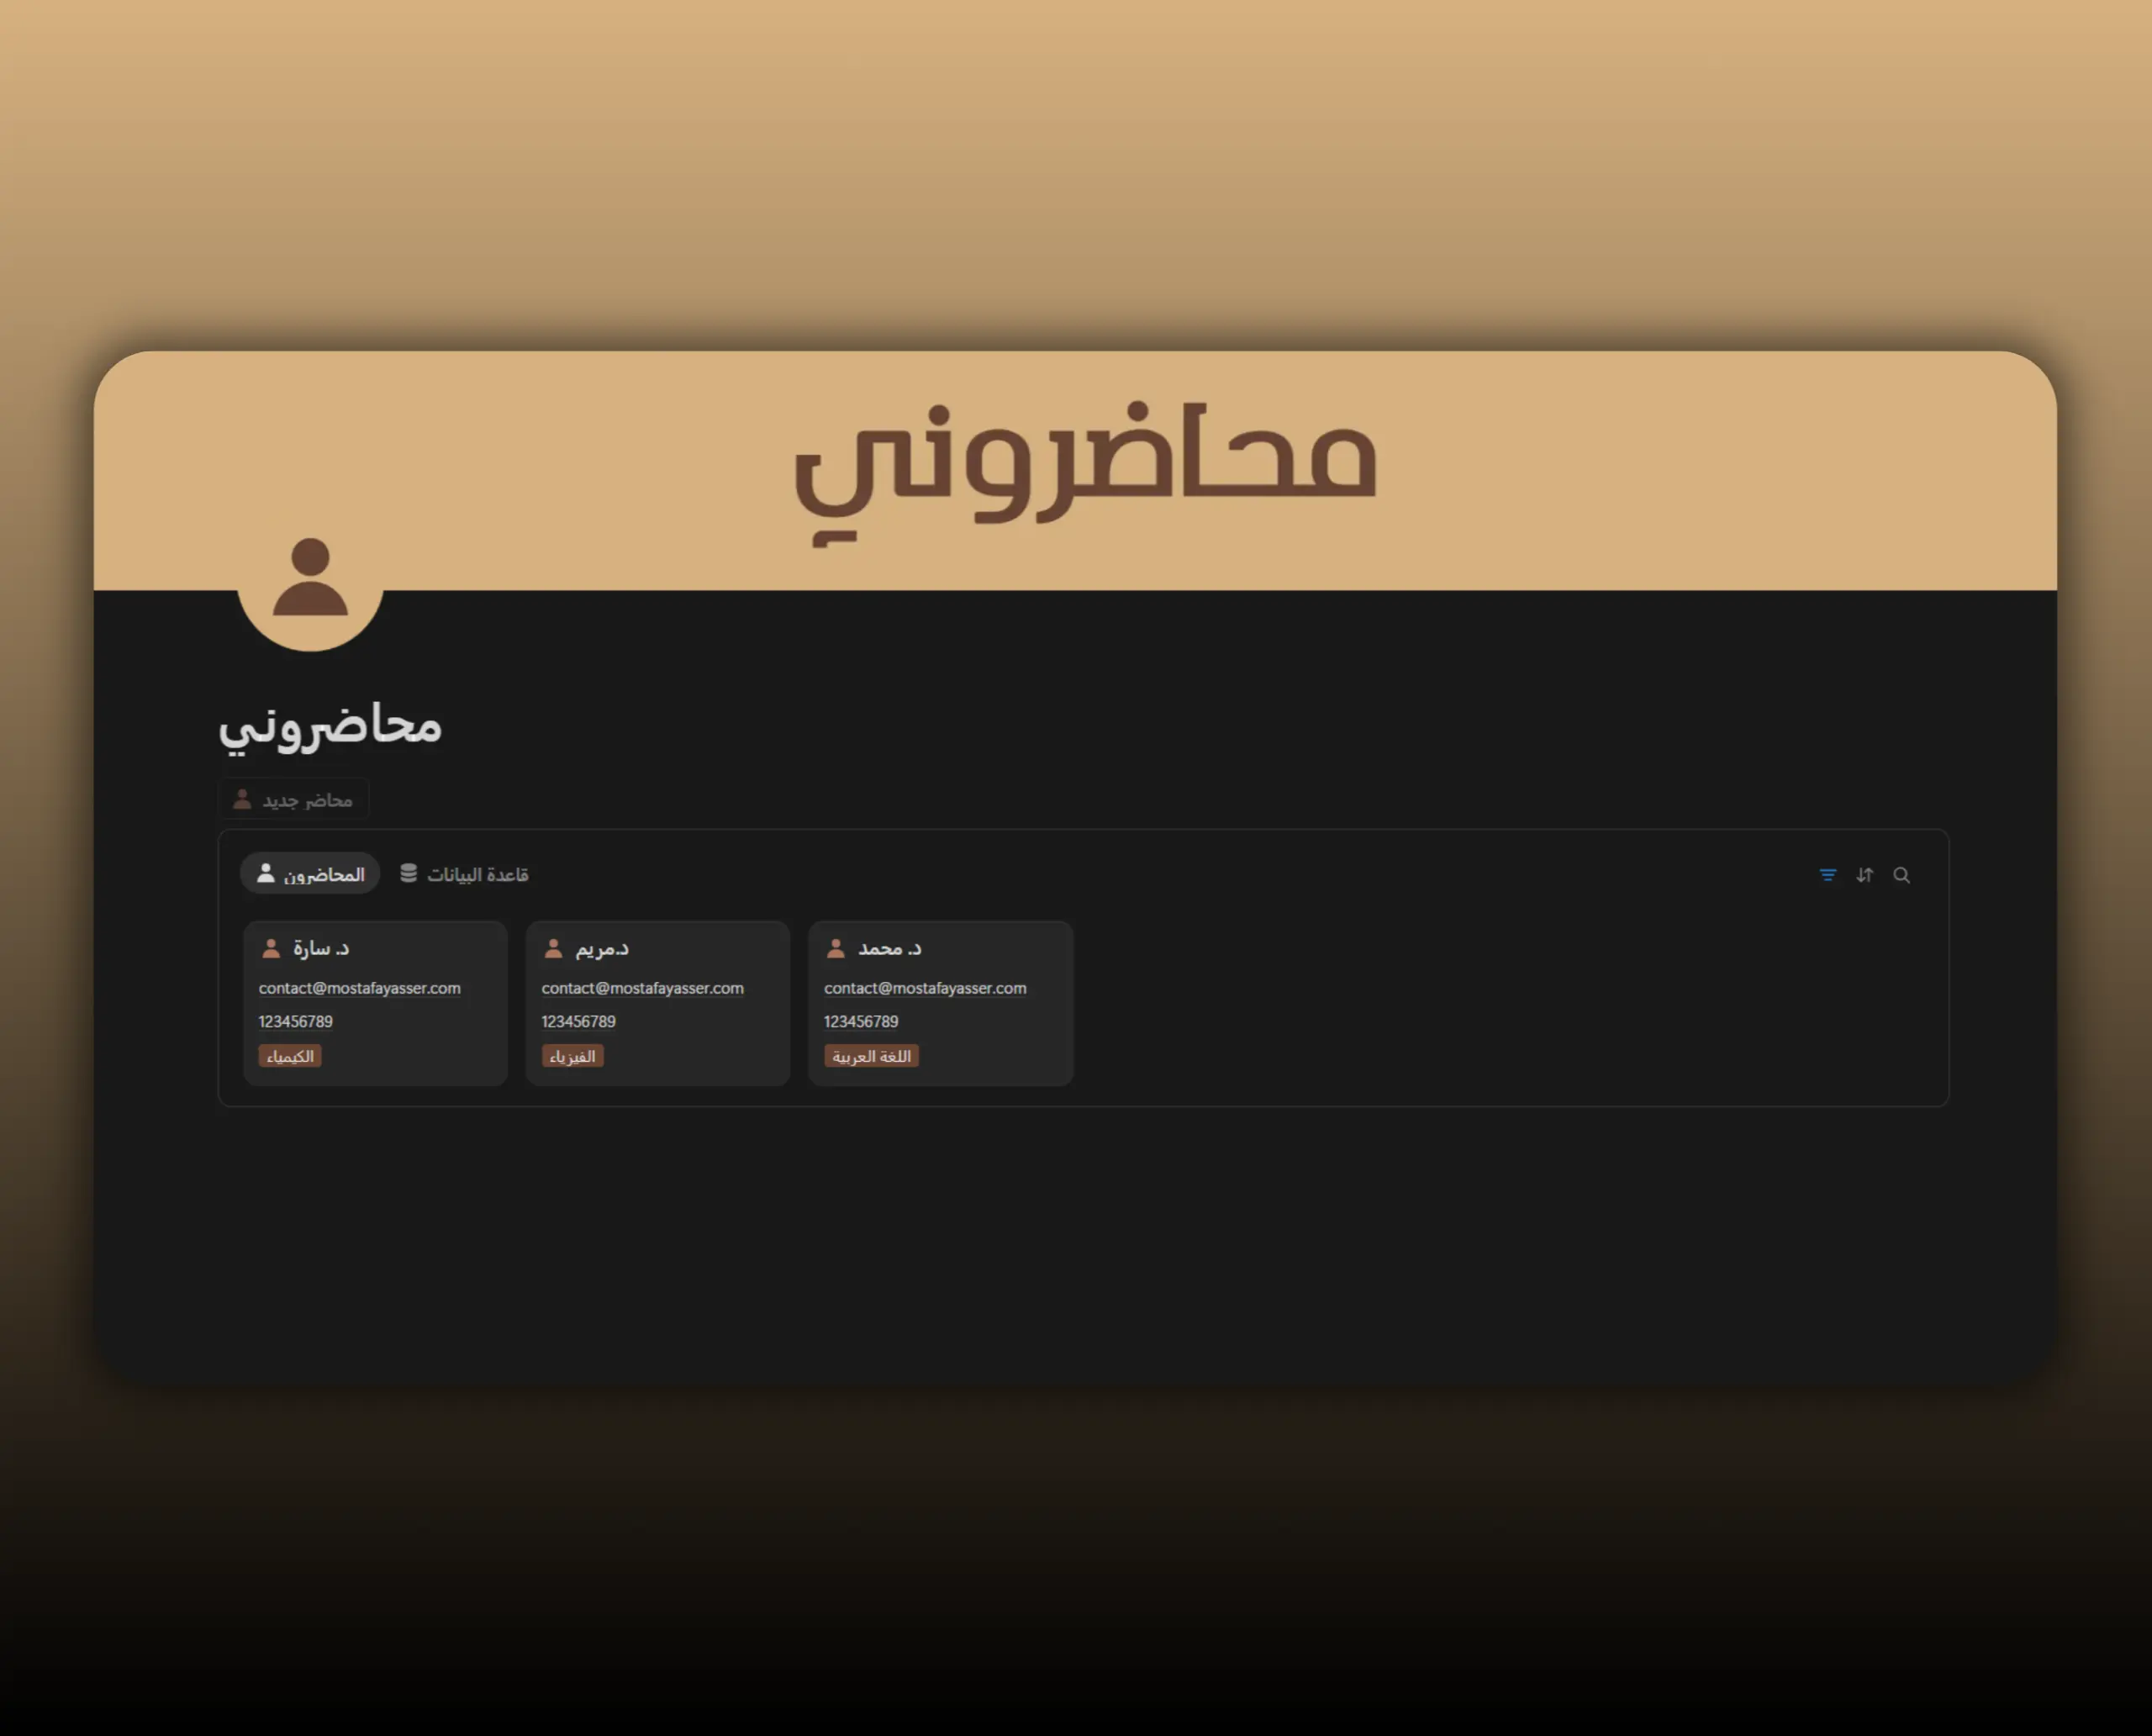 محاضروني
محاضروني
محاضر جديد
المحاضرون
قاعدة البيانات
د. سارة
contact@mostafayasser.com
123456789
الكيمياء
د.مريم
contact@mostafayasser.com
123456789
الفيزياء
د. محمد
contact@mostafayasser.com
123456789
اللغة العربية